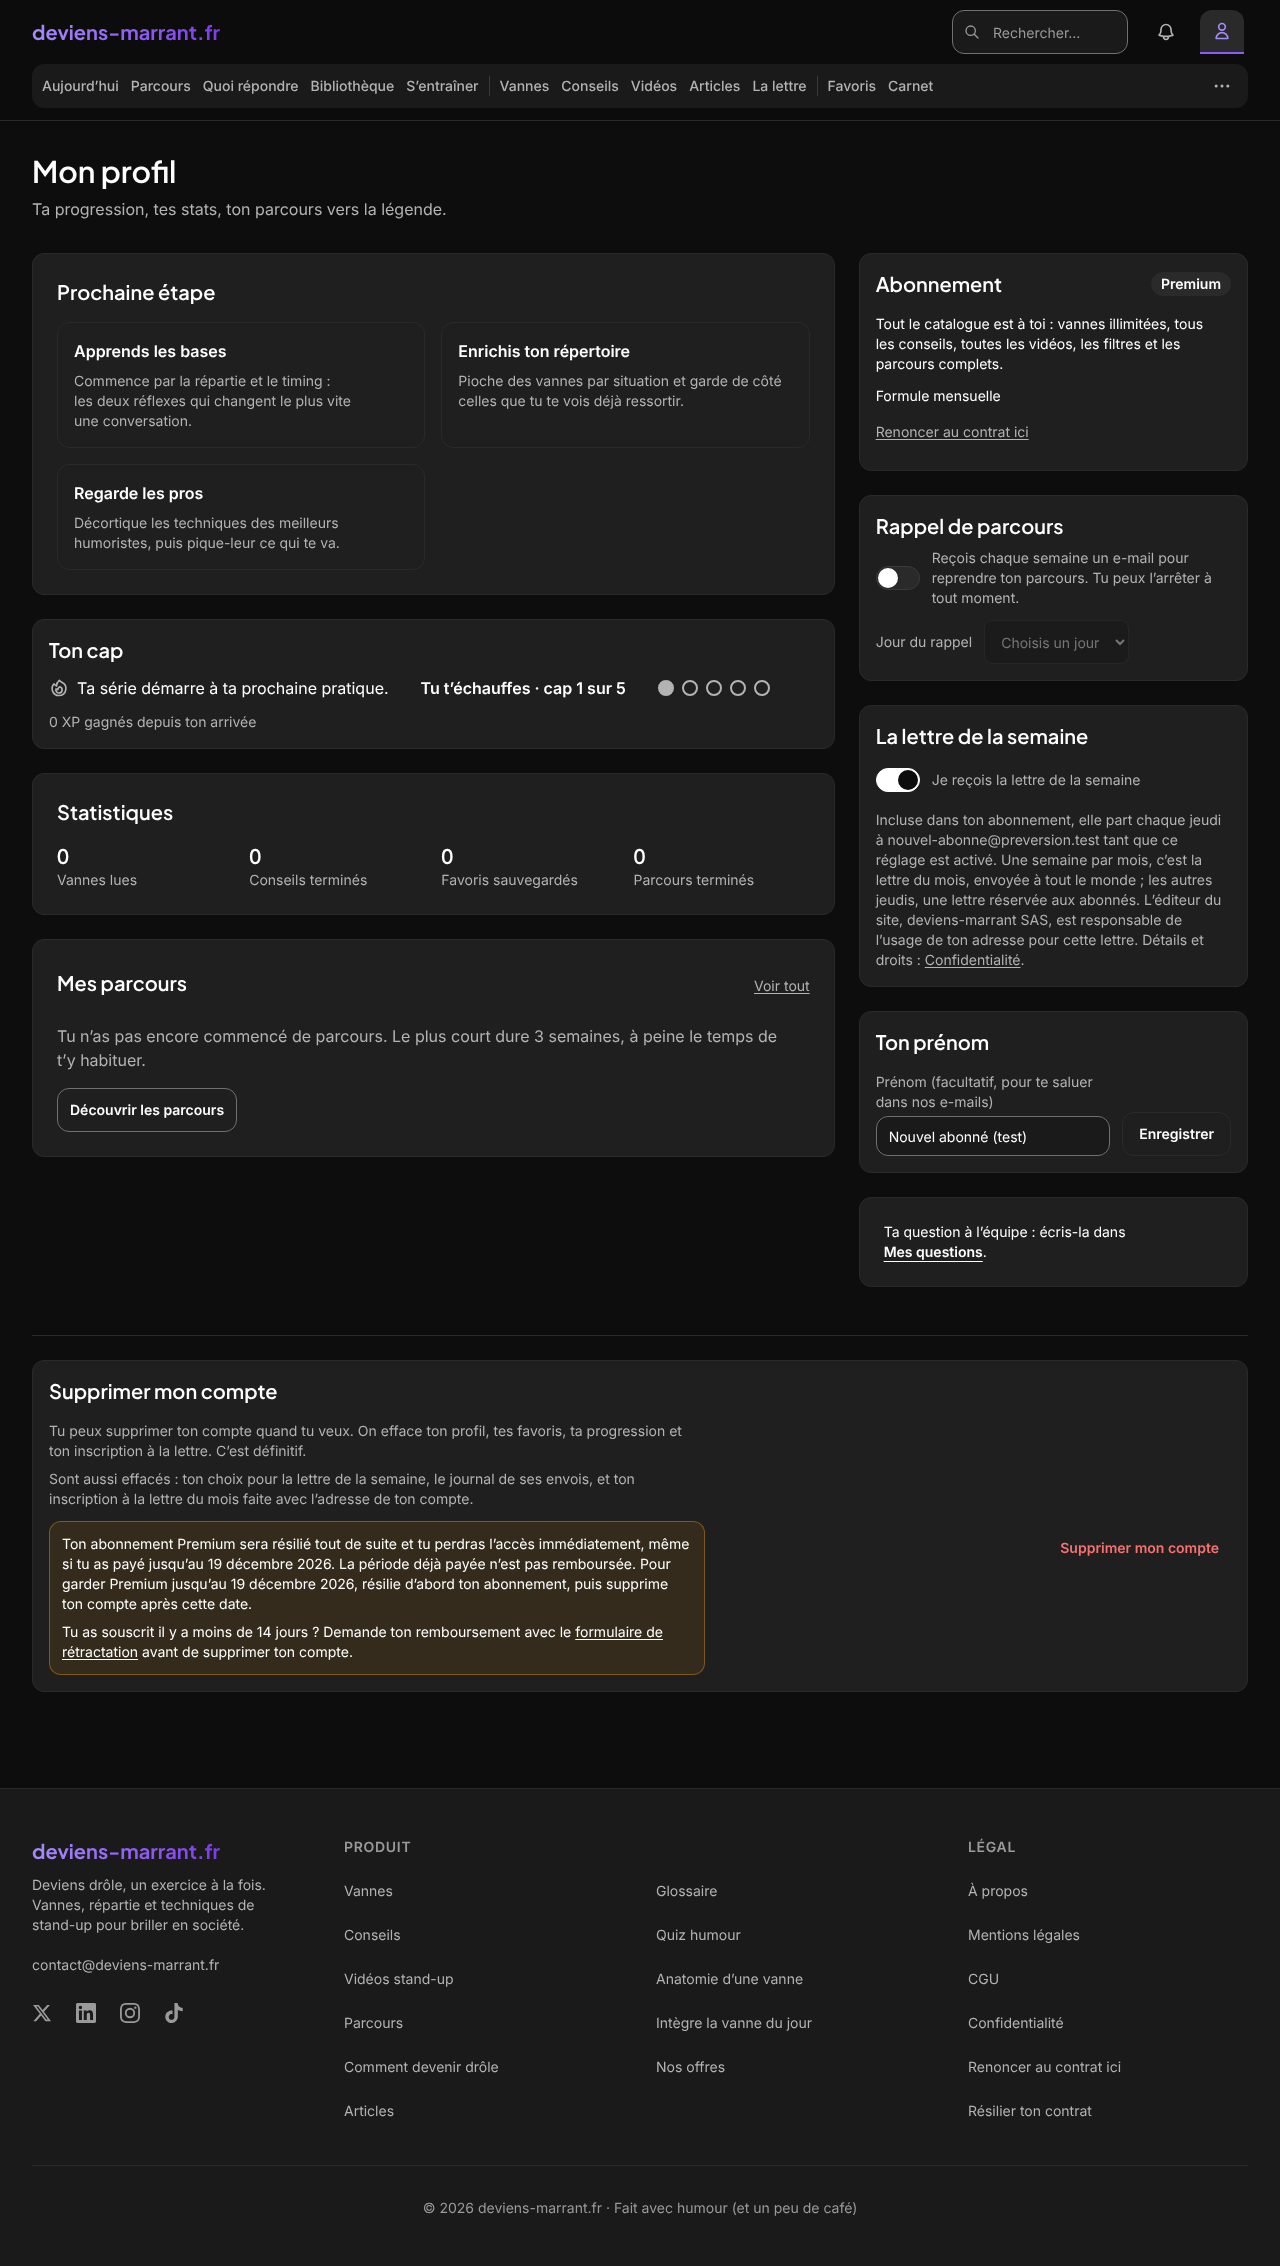 deviens-marrant.fr
Rechercher...
Aujourd’hui Parcours Quoi répondre Bibliothèque S’entraîner Vannes Conseils Vidéos Articles La lettre Favoris Carnet
Mon profil
Ta progression, tes stats, ton parcours vers la légende.
Prochaine étape
Apprends les bases
Commence par la répartie et le timing :
les deux réflexes qui changent le plus vite
une conversation.
Enrichis ton répertoire
Pioche des vannes par situation et garde de côté
celles que tu te vois déjà ressortir.
Regarde les pros
Décortique les techniques des meilleurs
humoristes, puis pique-leur ce qui te va.
Ton cap
Ta série démarre à ta prochaine pratique. Tu t’échauffes · cap 1 sur 5
0 XP gagnés depuis ton arrivée
Statistiques
0
Vannes lues
0
Conseils terminés
0
Favoris sauvegardés
0
Parcours terminés
Mes parcours
Voir tout
Tu n’as pas encore commencé de parcours. Le plus court dure 3 semaines, à peine le temps de
t’y habituer.
Découvrir les parcours
Abonnement
Premium
Tout le catalogue est à toi : vannes illimitées, tous
les conseils, toutes les vidéos, les filtres et les
parcours complets.
Formule mensuelle
Renoncer au contrat ici
Rappel de parcours
Reçois chaque semaine un e-mail pour
reprendre ton parcours. Tu peux l’arrêter à
tout moment.
Jour du rappel
Choisis un jour
La lettre de la semaine
Je reçois la lettre de la semaine
Incluse dans ton abonnement, elle part chaque jeudi
à nouvel-abonne@preversion.test tant que ce
réglage est activé. Une semaine par mois, c’est la
lettre du mois, envoyée à tout le monde ; les autres
jeudis, une lettre réservée aux abonnés. L’éditeur du
site, deviens-marrant SAS, est responsable de
l’usage de ton adresse pour cette lettre. Détails et
droits : Confidentialité.
Ton prénom
Prénom (facultatif, pour te saluer
dans nos e-mails)
Nouvel abonné (test)
Enregistrer
Ta question à l’équipe : écris-la dans
Mes questions.
Supprimer mon compte
Tu peux supprimer ton compte quand tu veux. On efface ton profil, tes favoris, ta progression et
ton inscription à la lettre. C’est définitif.
Sont aussi effacés : ton choix pour la lettre de la semaine, le journal de ses envois, et ton
inscription à la lettre du mois faite avec l’adresse de ton compte.
Ton abonnement Premium sera résilié tout de suite et tu perdras l’accès immédiatement, même
si tu as payé jusqu’au 19 décembre 2026. La période déjà payée n’est pas remboursée. Pour
garder Premium jusqu’au 19 décembre 2026, résilie d’abord ton abonnement, puis supprime
ton compte après cette date.
Tu as souscrit il y a moins de 14 jours ? Demande ton remboursement avec le formulaire de
rétractation avant de supprimer ton compte.
Supprimer mon compte
deviens-marrant.fr
Deviens drôle, un exercice à la fois.
Vannes, répartie et techniques de
stand-up pour briller en société.
contact@deviens-marrant.fr
PRODUIT
Vannes
Conseils
Vidéos stand-up
Parcours
Comment devenir drôle
Articles
Glossaire
Quiz humour
Anatomie d’une vanne
Intègre la vanne du jour
Nos offres
LÉGAL
À propos
Mentions légales
CGU
Confidentialité
Renoncer au contrat ici
Résilier ton contrat
© 2026 deviens-marrant.fr · Fait avec humour (et un peu de café)